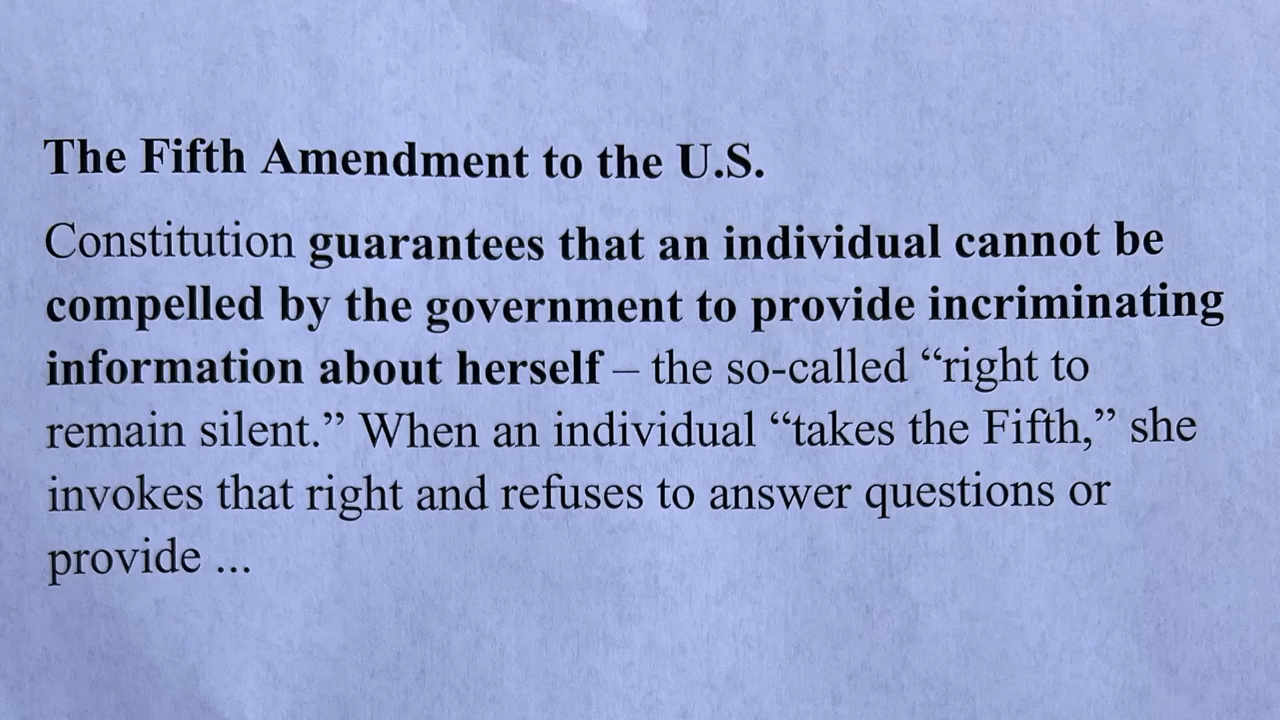 The Fifth Amendment to the U.S.
Constitution guarantees that an individual cannot be
compelled by the government to provide incriminating
information about herself – the so-called “right to
remain silent.” When an individual “takes the Fifth,” she
invokes that right and refuses to answer questions or
provide ...